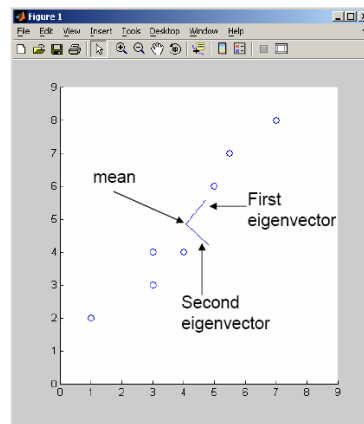 Figure 1
File Edit View Insert Tools Desktop Window Help
9
8
7
6
5
4
3
2
1
0
mean
First
eigenvector
Second
eigenvector
0 1 2 3 4 5 6 7 8 9